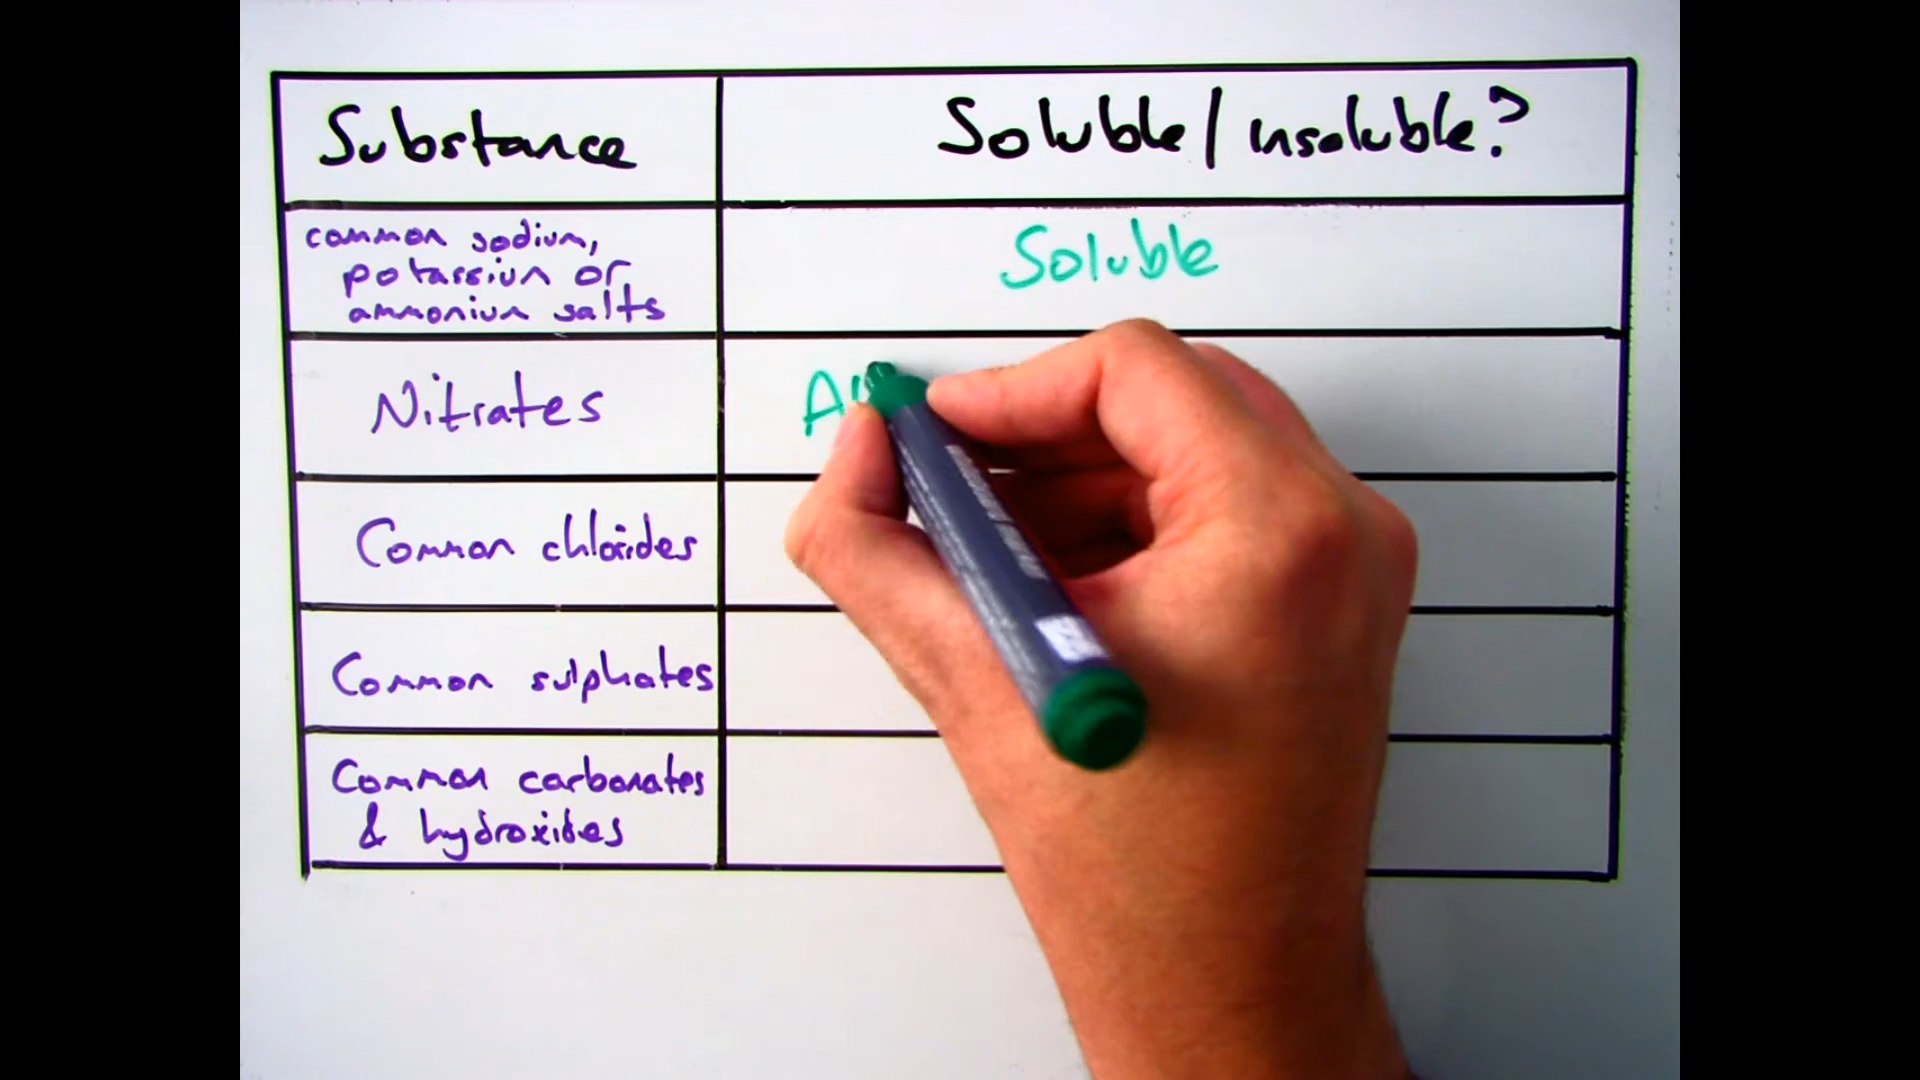 Substance
Soluble/insoluble?
common sodium,
potassium or
ammonium salts
Soluble
Nitrates
Common chlorides
Common sulphates
Common carbonates
& hydroxides